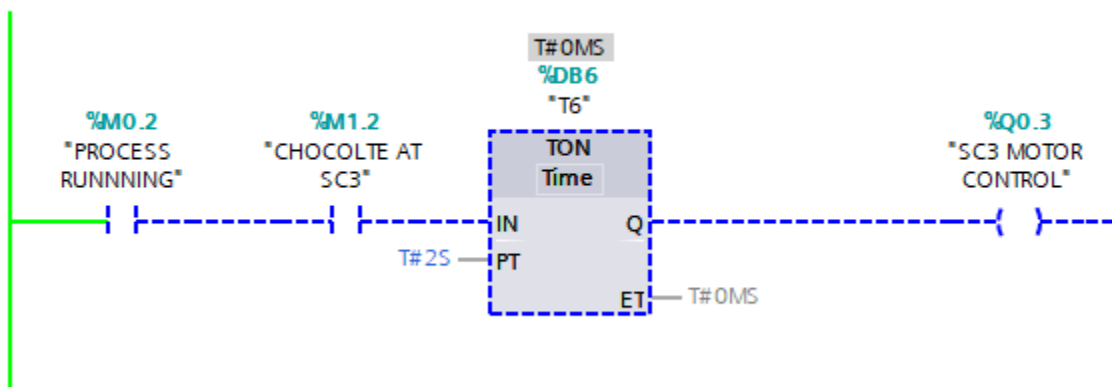 T#0MS
%DB6
"T6"
%M0.2
"PROCESS
RUNNNING"
%M1.2
"CHOCOLTE AT
SC3"
TON
Time
%Q0.3
"SC3 MOTOR
CONTROL"
IN
Q
T#2S
PT
ET
T#0MS